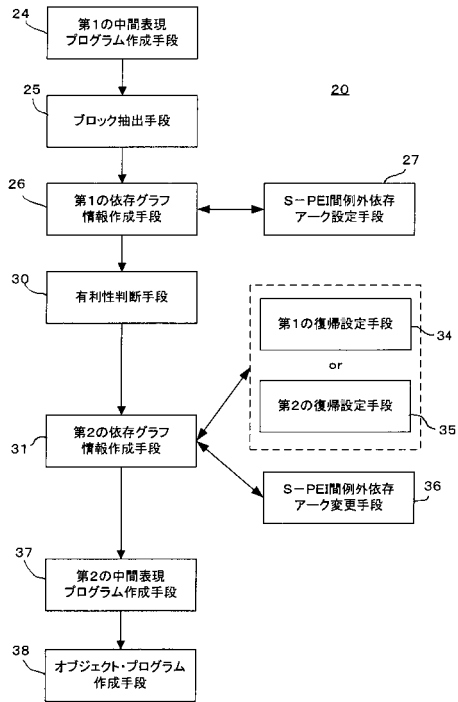 24
第1の中間表現
プログラム作成手段
20
25
ブロック抽出手段
27
26
第1の依存グラフ
情報作成手段
S－PEI間例外依存
アーク設定手段
30
有利性判断手段
第1の復帰設定手段
34
or
第2の復帰設定手段
35
31
第2の依存グラフ
情報作成手段
S－PEI間例外依存
アーク変更手段
36
37
第2の中間表現
プログラム作成手段
38
オブジェクト・プログラム
作成手段